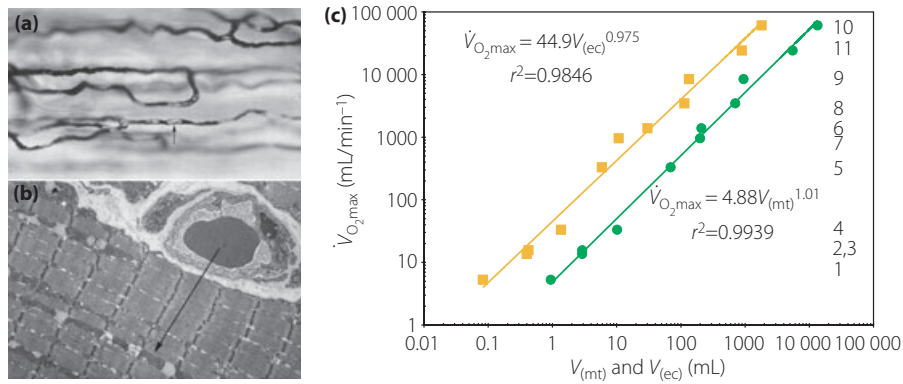 (a)
(b)
(c)
V̇O₂max (mL/min⁻¹)
100 000
10 000
1000
100
10
1
V̇O₂max = 44.9V(ec)^0.975
r²=0.9846
V̇O₂max = 4.88V(mt)^1.01
r²=0.9939
10
11
9
8
6
7
5
4
2,3
1
0.01 0.1 1 10 100 1000 10 000 100 000
V(mt) and V(ec) (mL)